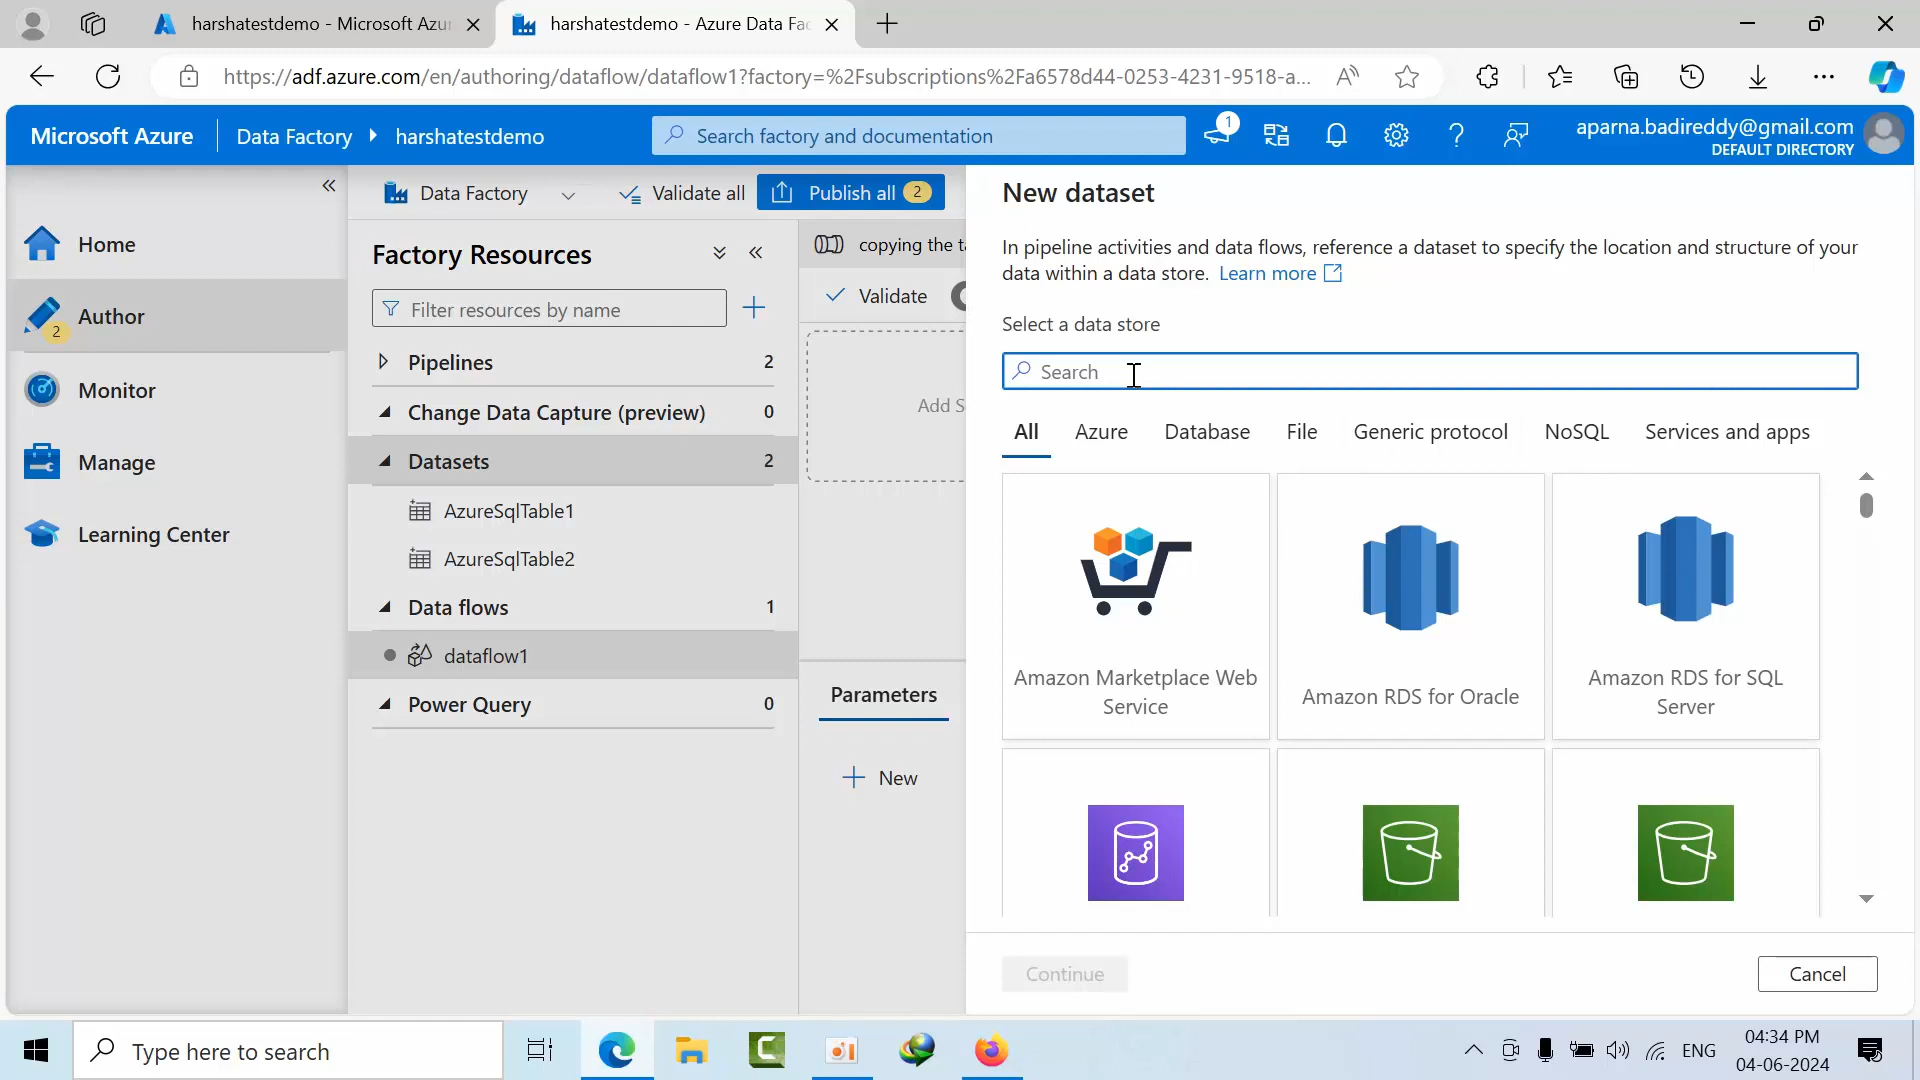 harshatestdemo - Microsoft Azu
harshatestdemo - Azure Data Fac
https://adf.azure.com/en/authoring/dataflow/dataflow1?factory=%2Fsubscriptions%2Fa6578d44-0253-4231-9518-a...
Microsoft Azure
Data Factory
harshatestdemo
Search factory and documentation
1
aparna.badireddy@gmail.com
DEFAULT DIRECTORY
Home
Author
2
Monitor
Manage
Learning Center
Data Factory
Validate all
Publish all 2
Factory Resources
Filter resources by name
Pipelines 2
Change Data Capture (preview) 0
Datasets 2
AzureSqlTable1
AzureSqlTable2
Data flows 1
dataflow1
Power Query 0
copying the ta
Validate
Add S
Parameters
New
New dataset
In pipeline activities and data flows, reference a dataset to specify the location and structure of your
data within a data store. Learn more
Select a data store
Search
All Azure Database File Generic protocol NoSQL Services and apps
Amazon Marketplace Web
Service
Amazon RDS for Oracle
Amazon RDS for SQL
Server
Continue
Cancel
Type here to search
ENG
04:34 PM
04-06-2024